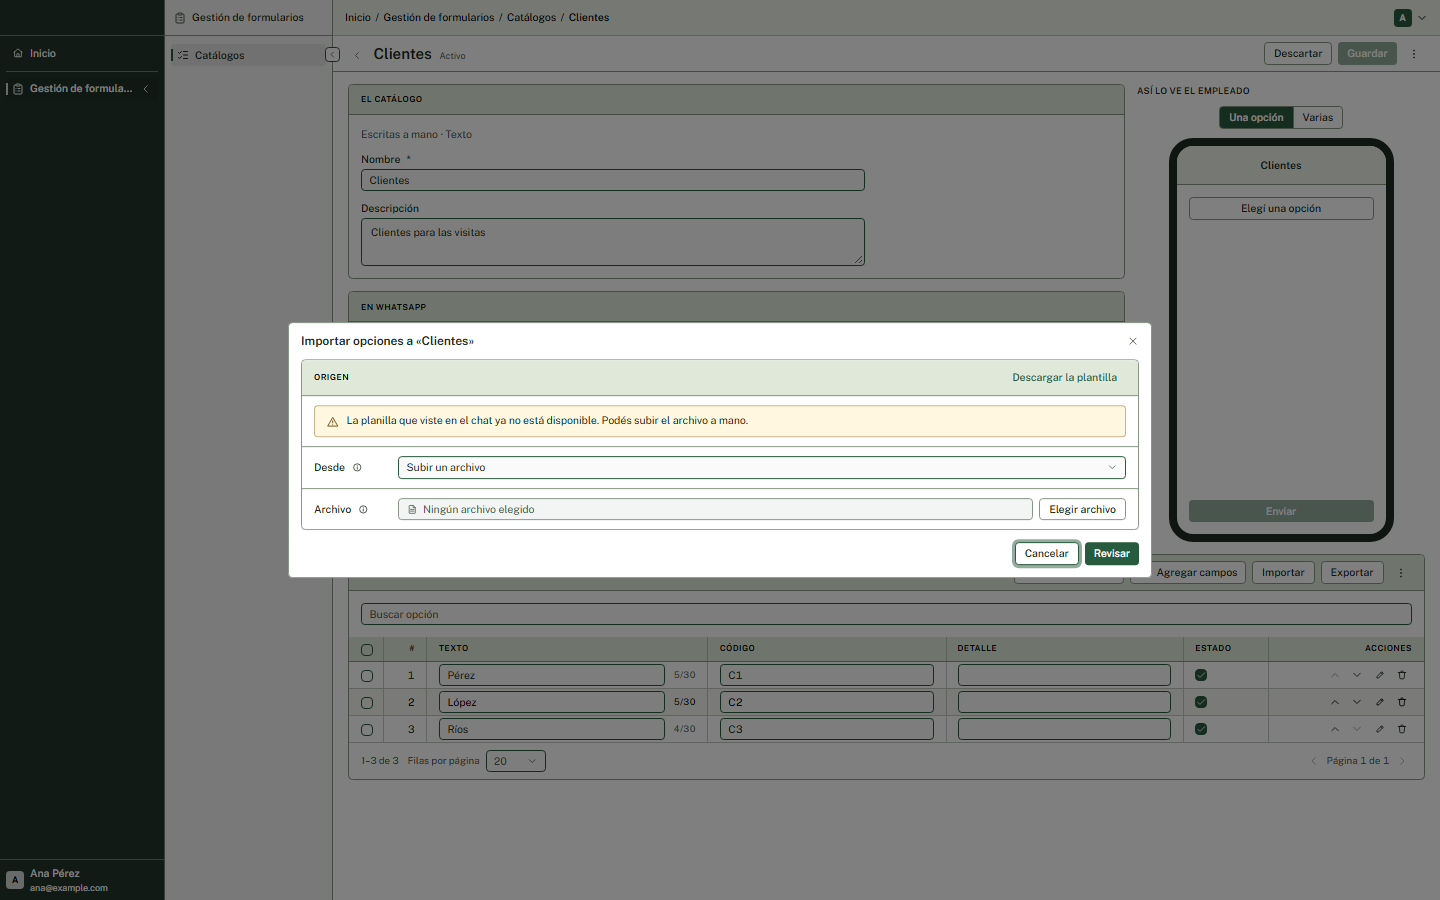 Gestión de formularios
Inicio / Gestión de formularios / Catálogos / Clientes
A
Inicio
Gestión de formula...
Catálogos
Clientes Activo
Descartar
Guardar
EL CATÁLOGO
Escritas a mano · Texto
Nombre *
Clientes
Descripción
Clientes para las visitas
EN WHATSAPP
ASÍ LO VE EL EMPLEADO
Una opción
Varias
Clientes
Elegí una opción
Enviar
Importar opciones a «Clientes»
ORIGEN
Descargar la plantilla
La planilla que viste en el chat ya no está disponible. Podés subir el archivo a mano.
Desde
Subir un archivo
Archivo
Ningún archivo elegido
Elegir archivo
Cancelar
Revisar
Agregar campos
Importar
Exportar
Buscar opción
# TEXTO CÓDIGO DETALLE ESTADO ACCIONES
1 Pérez 5/30 C1
2 López 5/30 C2
3 Ríos 4/30 C3
1–3 de 3 Filas por página 20
Página 1 de 1
A
Ana Pérez
ana@example.com